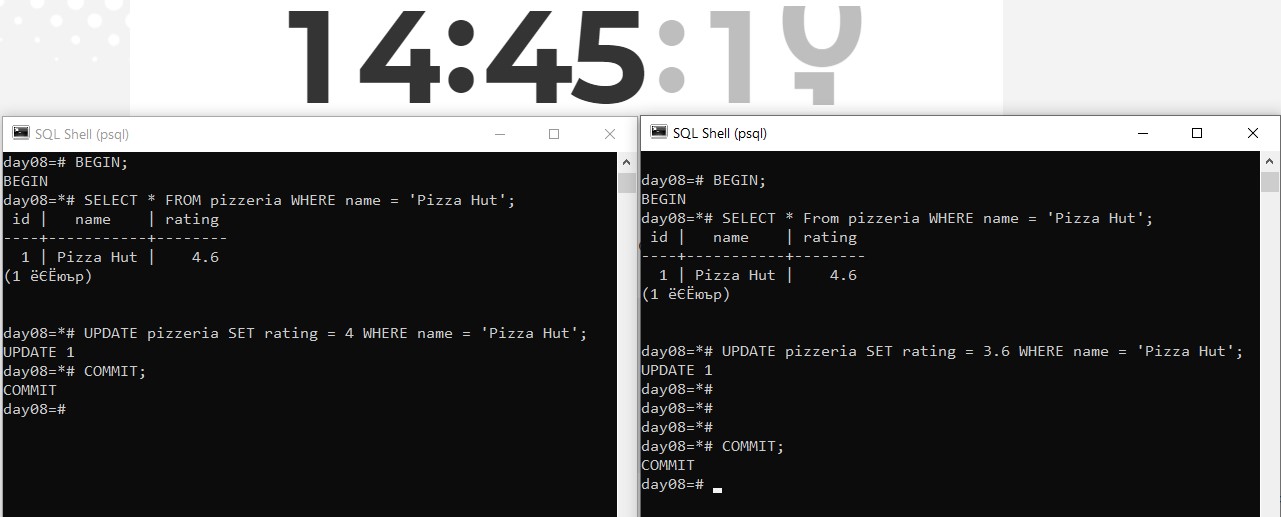 14:45:1
SQL Shell (psql)
day08=# BEGIN;
BEGIN
day08=*# SELECT * FROM pizzeria WHERE name = 'Pizza Hut';
 id |   name    | rating
----+-----------+--------
  1 | Pizza Hut |    4.6
(1 ёЄЁюър)
day08=*# UPDATE pizzeria SET rating = 4 WHERE name = 'Pizza Hut';
UPDATE 1
day08=*# COMMIT;
COMMIT
day08=#
SQL Shell (psql)
day08=# BEGIN;
BEGIN
day08=*# SELECT * From pizzeria WHERE name = 'Pizza Hut';
 id |   name    | rating
----+-----------+--------
  1 | Pizza Hut |    4.6
(1 ёЄЁюър)
day08=*# UPDATE pizzeria SET rating = 3.6 WHERE name = 'Pizza Hut';
UPDATE 1
day08=*#
day08=*#
day08=*#
day08=*# COMMIT;
COMMIT
day08=#